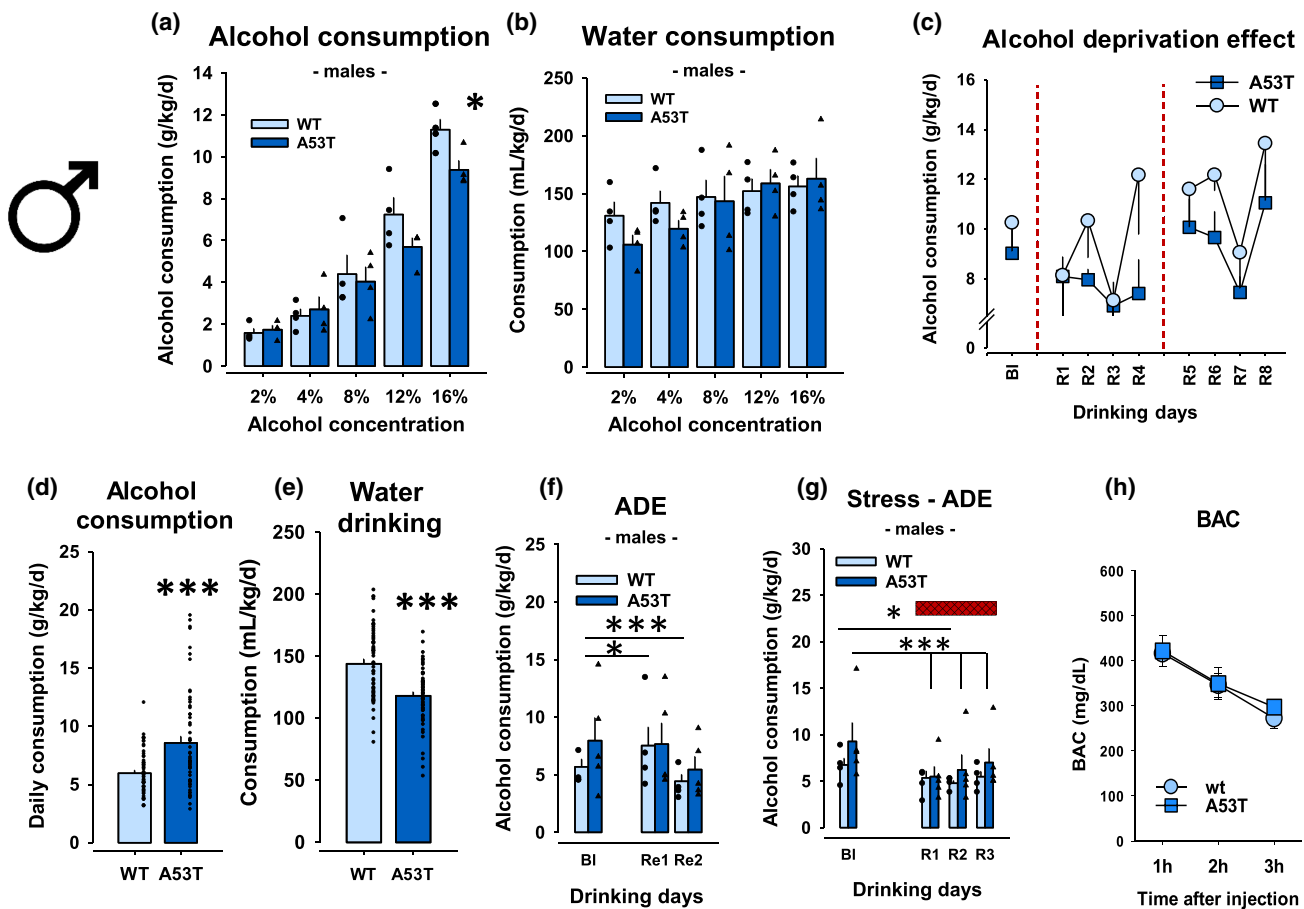 (a)
Alcohol consumption
- males -
Alcohol consumption (g/kg/d)
14
12
10
8
6
4
2
0
WT
A53T
*
2% 4% 8% 12% 16%
Alcohol concentration
(b)
Water consumption
- males -
Consumption (mL/kg/d)
250
200
150
100
50
0
WT
A53T
2% 4% 8% 12% 16%
Alcohol concentration
(c)
Alcohol deprivation effect
Alcohol consumption (g/kg/d)
16
14
12
10
8
0
A53T
WT
BI R1 R2 R3 R4 R5 R6 R7 R8
Drinking days
(d)
Alcohol
consumption
Daily consumption (g/kg/d)
25
20
15
10
5
0
***
WT A53T
(e)
Water
drinking
Consumption (mL/kg/d)
250
200
150
100
50
0
***
WT A53T
(f)
ADE
- males -
Alcohol consumption (g/kg/d)
25
20
15
10
5
0
WT
A53T
***
*
BI Re1 Re2
Drinking days
(g)
Stress - ADE
- males -
Alcohol consumption (g/kg/d)
30
25
20
15
10
5
0
WT
A53T
*
***
BI R1 R2 R3
Drinking days
(h)
BAC
BAC (mg/dL)
600
500
400
300
400
0
wt
A53T
1h 2h 3h
Time after injection